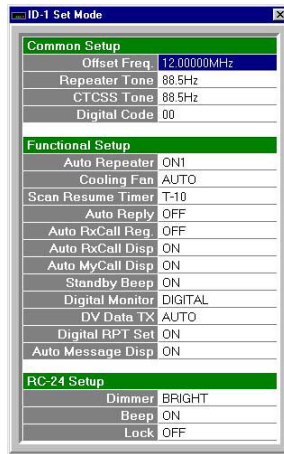 ID-1 Set Mode
Common Setup
Offset Freq. 12.00000MHz
Repeater Tone 88.5Hz
CTCSS Tone 88.5Hz
Digital Code 00
Functional Setup
Auto Repeater ON1
Cooling Fan AUTO
Scan Resume Timer T-10
Auto Reply OFF
Auto RxCall Reg. OFF
Auto RxCall Disp ON
Auto MyCall Disp ON
Standby Beep ON
Digital Monitor DIGITAL
DV Data TX AUTO
Digital RPT Set ON
Auto Message Disp ON
RC-24 Setup
Dimmer BRIGHT
Beep ON
Lock OFF